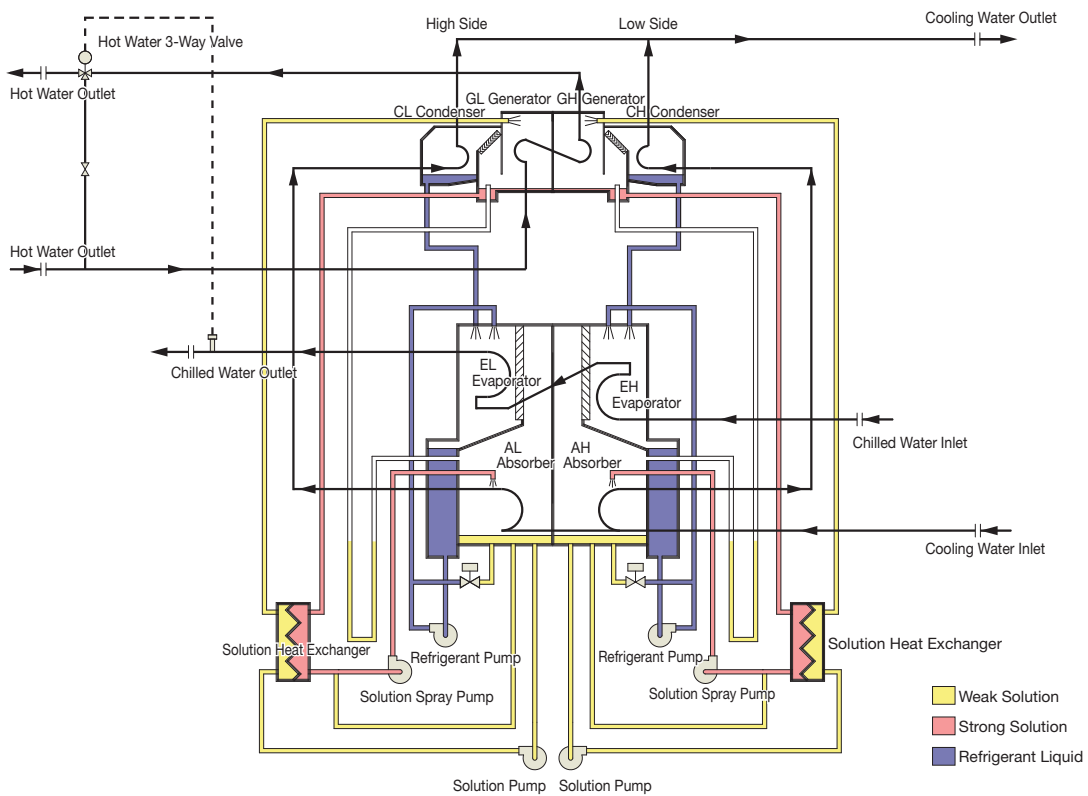 High Side
Low Side
Cooling Water Outlet
Hot Water 3-Way Valve
Hot Water Outlet
GL Generator
GH Generator
CL Condenser
CH Condenser
Hot Water Outlet
Chilled Water Outlet
EL
Evaporator
EH
Evaporator
Chilled Water Inlet
AL
Absorber
AH
Absorber
Cooling Water Inlet
Solution Heat Exchanger
Refrigerant Pump
Refrigerant Pump
Solution Heat Exchanger
Solution Spray Pump
Solution Spray Pump
Weak Solution
Strong Solution
Refrigerant Liquid
Solution Pump
Solution Pump